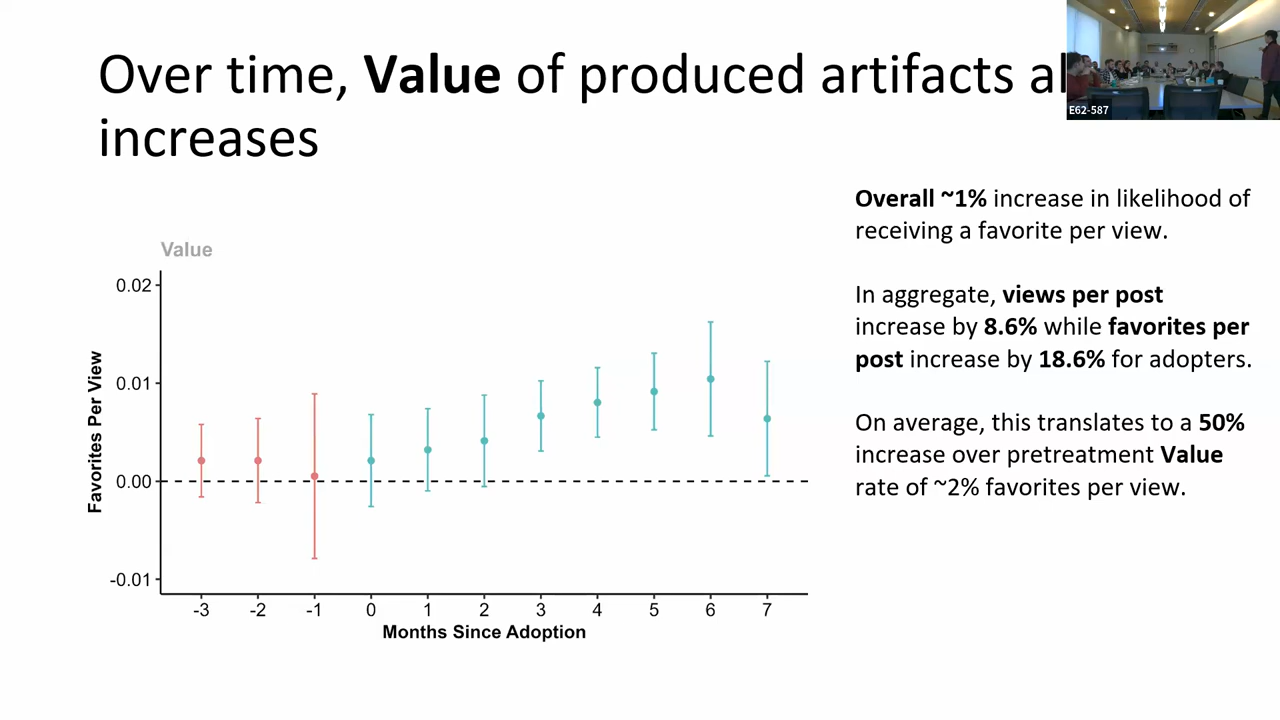 Over time, Value of produced artifacts al
increases
E62-587
Overall ~1% increase in likelihood of
receiving a favorite per view.
In aggregate, views per post
increase by 8.6% while favorites per
post increase by 18.6% for adopters.
On average, this translates to a 50%
increase over pretreatment Value
rate of ~2% favorites per view.
Value
Favorites Per View
0.02
0.01
0.00
-0.01
-3 -2 -1 0 1 2 3 4 5 6 7
Months Since Adoption